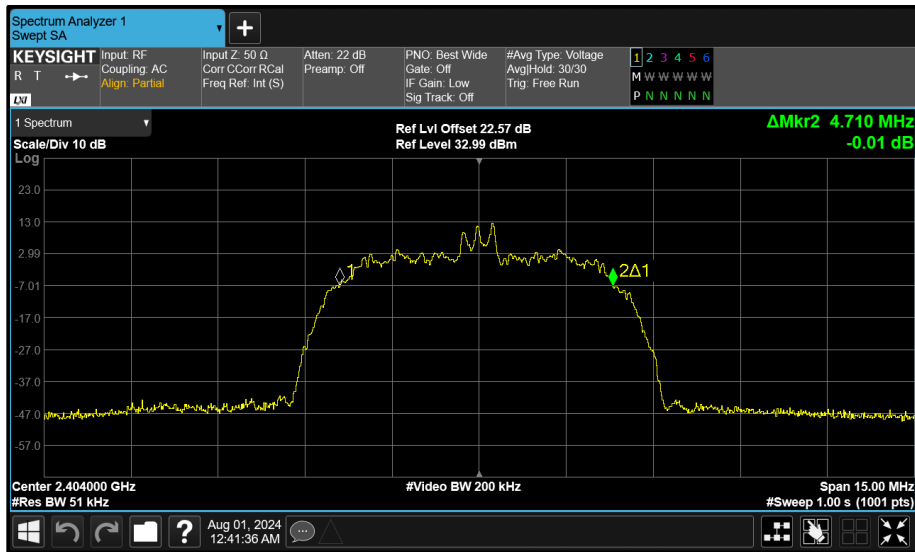 Spectrum Analyzer 1
Swept SA
KEYSIGHT
R T
LXI
Input: RF
Coupling: AC
Align: Partial
Input Z: 50 Ω
Corr CCorr RCal
Freq Ref: Int (S)
Atten: 22 dB
Preamp: Off
PNO: Best Wide
Gate: Off
IF Gain: Low
Sig Track: Off
#Avg Type: Voltage
Avg|Hold: 30/30
Trig: Free Run
1 2 3 4 5 6
M W W W W W
P N N N N N
1 Spectrum
Scale/Div 10 dB
Ref Lvl Offset 22.57 dB
Ref Level 32.99 dBm
ΔMkr2 4.710 MHz
-0.01 dB
Log
23.0
13.0
2.99
-7.01
-17.0
-27.0
-37.0
-47.0
-57.0
1
2Δ1
Center 2.404000 GHz
#Video BW 200 kHz
Span 15.00 MHz
#Res BW 51 kHz
#Sweep 1.00 s (1001 pts)
?
Aug 01, 2024
12:41:36 AM